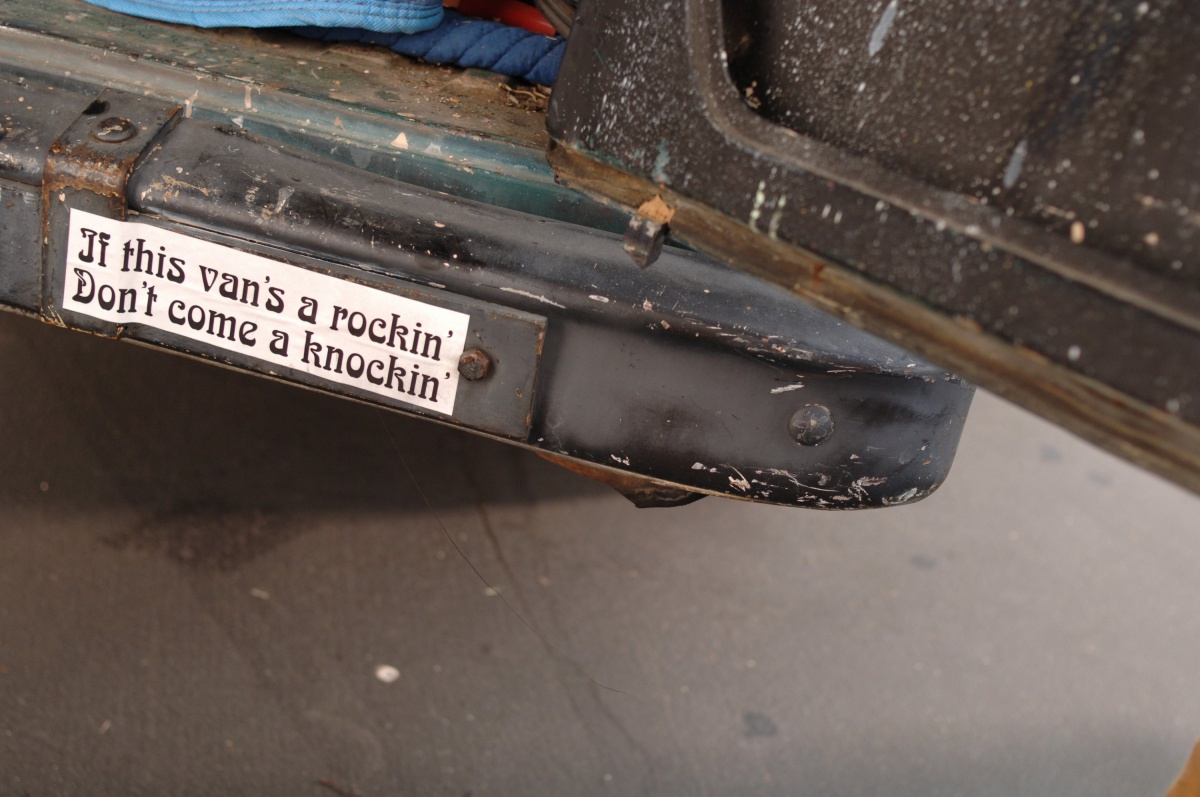 If this van's a rockin'
Don't come a knockin'